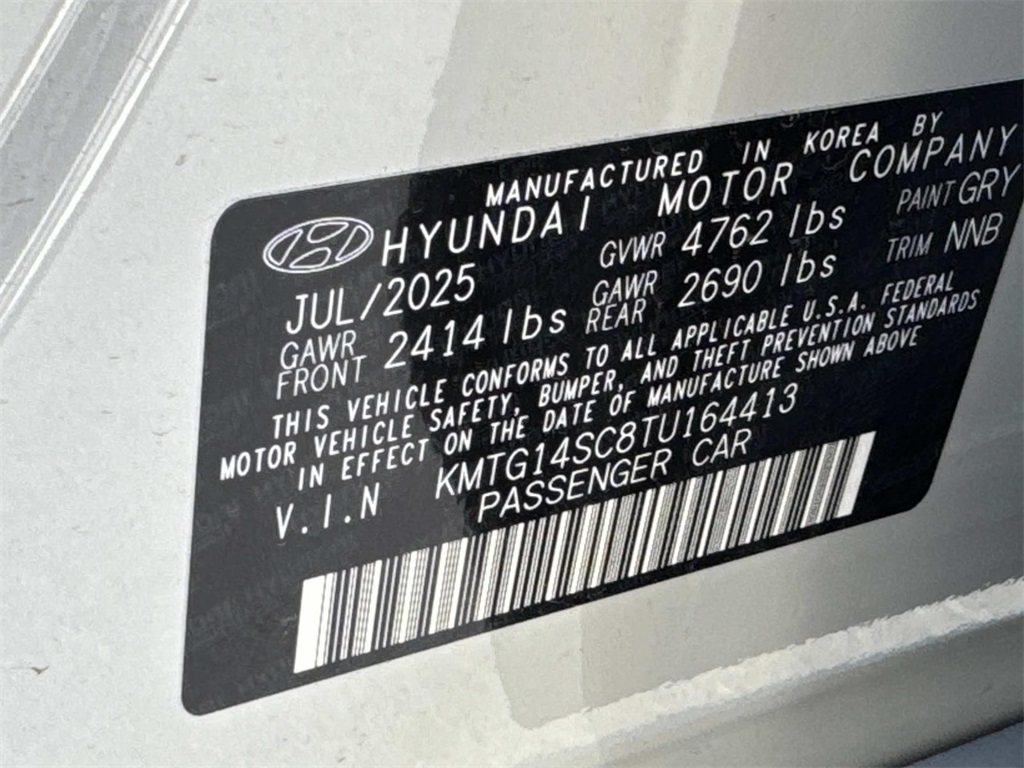 MANUFACTURED IN KOREA BY
HYUNDAI MOTOR COMPANY
JUL/2025 GVWR 4762 lbs PAINT GRY
GAWR FRONT 2414 lbs GAWR REAR 2690 lbs TRIM NNB
THIS VEHICLE CONFORMS TO ALL APPLICABLE U.S.A. FEDERAL
MOTOR VEHICLE SAFETY, BUMPER, AND THEFT PREVENTION STANDARDS
IN EFFECT ON THE DATE OF MANUFACTURE SHOWN ABOVE
V.I.N KMTG14SC8TU164413
PASSENGER CAR